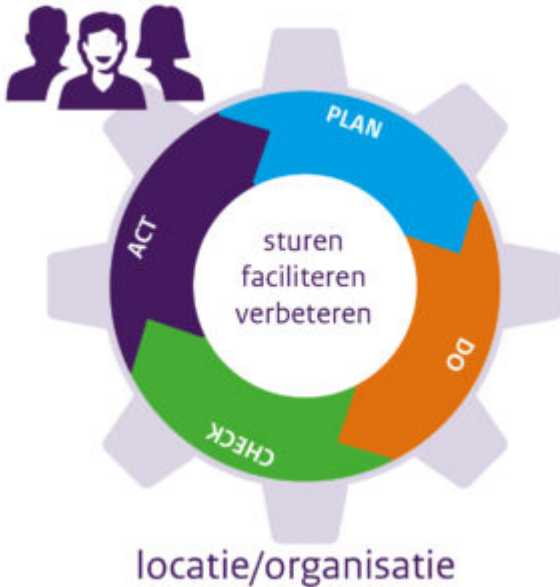 PLAN
ACT
sturen
faciliteren
verbeteren
DO
CHECK
locatie/organisatie